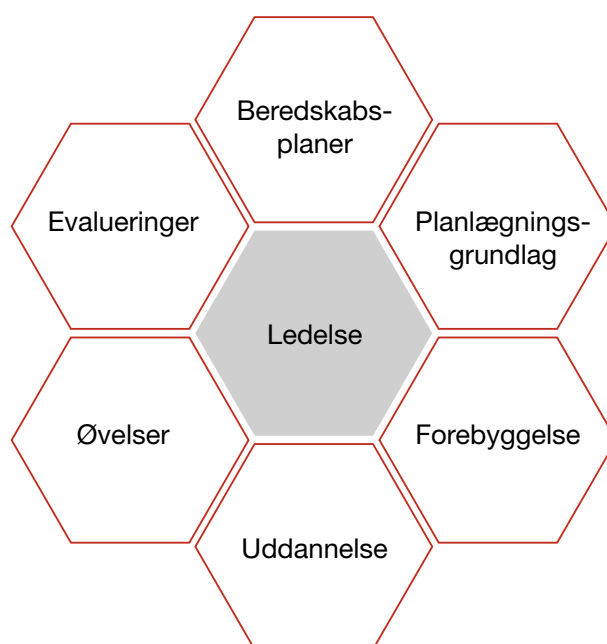 Beredskabs-
planer
Evalueringer
Planlægnings-
grundlag
Ledelse
Øvelser
Forebyggelse
Uddannelse